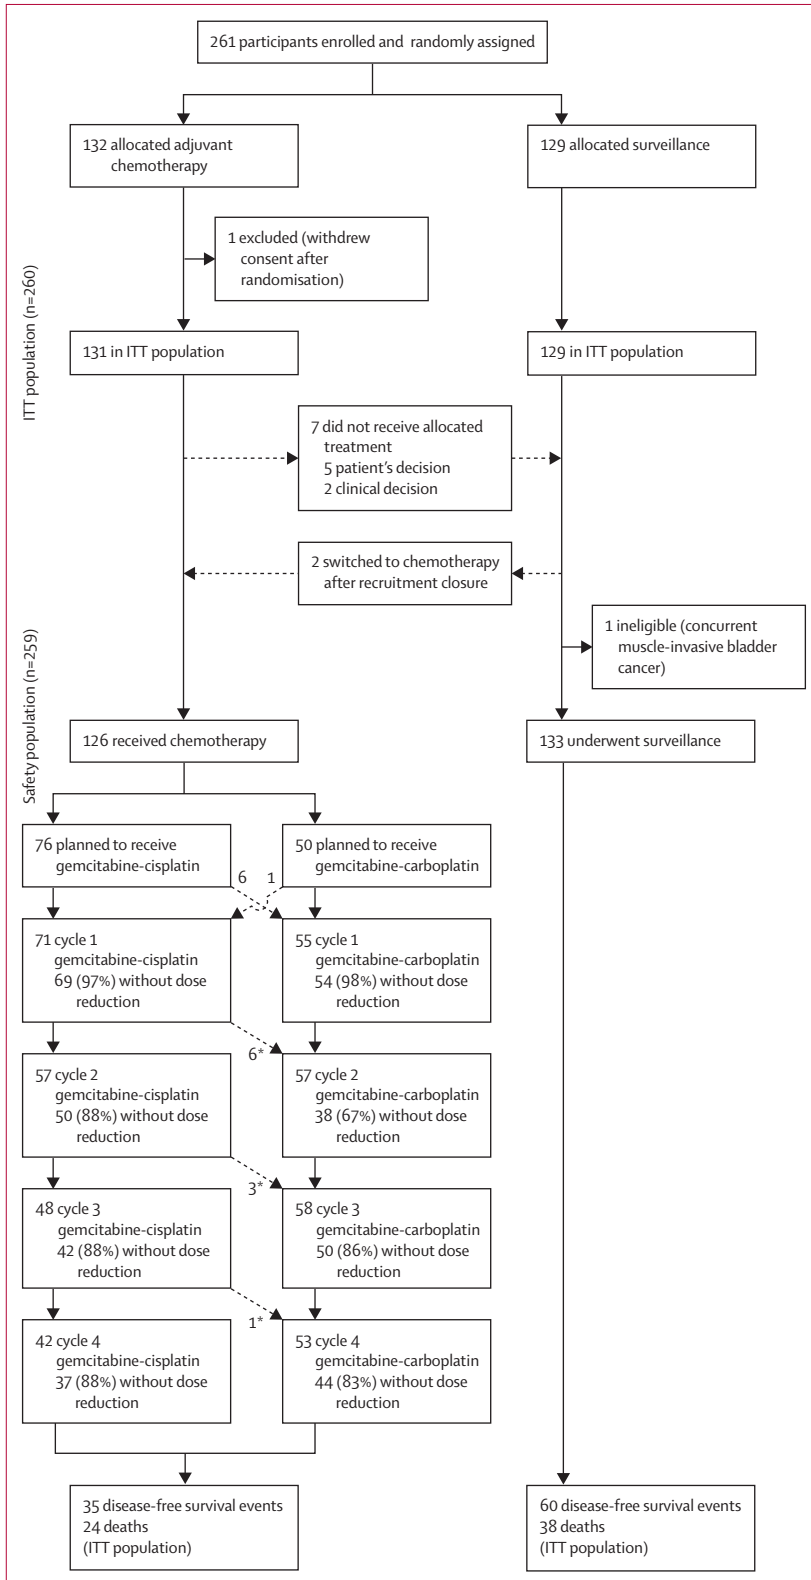 261 participants enrolled and randomly assigned
132 allocated adjuvant
chemotherapy
129 allocated surveillance
1 excluded (withdrew
consent after
randomisation)
ITT population (n=260)
131 in ITT population
129 in ITT population
7 did not receive allocated
treatment
5 patient's decision
2 clinical decision
2 switched to chemotherapy
after recruitment closure
1 ineligible (concurrent
muscle-invasive bladder
cancer)
Safety population (n=259)
126 received chemotherapy
133 underwent surveillance
76 planned to receive
gemcitabine-cisplatin
50 planned to receive
gemcitabine-carboplatin
6 1
71 cycle 1
gemcitabine-cisplatin
69 (97%) without dose
reduction
55 cycle 1
gemcitabine-carboplatin
54 (98%) without dose
reduction
6*
57 cycle 2
gemcitabine-cisplatin
50 (88%) without dose
reduction
57 cycle 2
gemcitabine-carboplatin
38 (67%) without dose
reduction
3*
48 cycle 3
gemcitabine-cisplatin
42 (88%) without dose
reduction
58 cycle 3
gemcitabine-carboplatin
50 (86%) without dose
reduction
1*
42 cycle 4
gemcitabine-cisplatin
37 (88%) without dose
reduction
53 cycle 4
gemcitabine-carboplatin
44 (83%) without dose
reduction
35 disease-free survival events
24 deaths
(ITT population)
60 disease-free survival events
38 deaths
(ITT population)